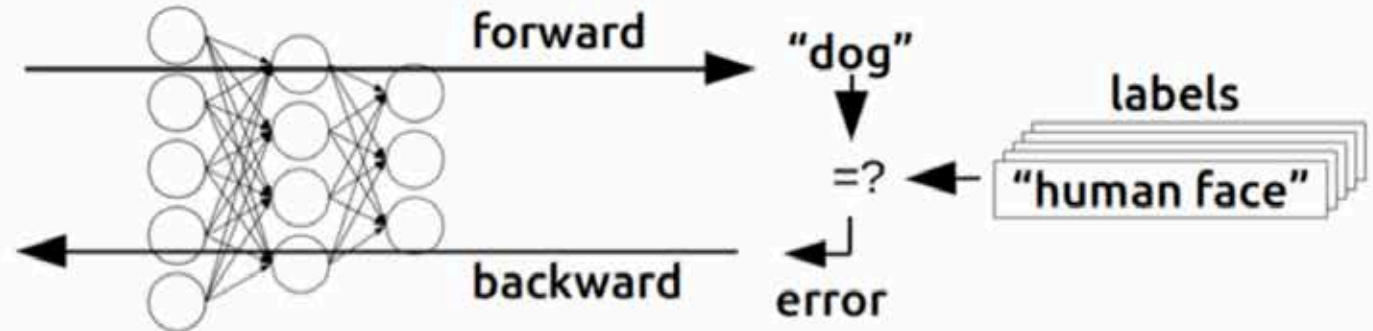 forward
“dog”
labels
=?
“human face”
backward
error